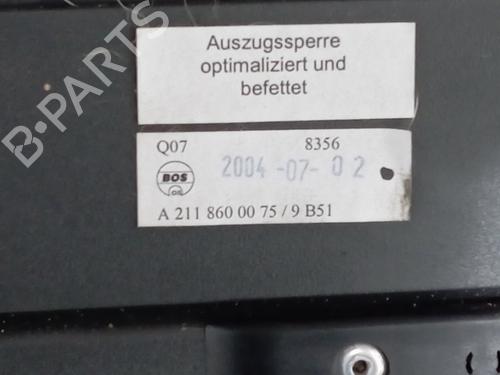 Auszugssperre
optimaliziert und
befettet
Q07 8356
BOS
2004-07-02
A 211 860 00 75 / 9 B51
B-PARTS